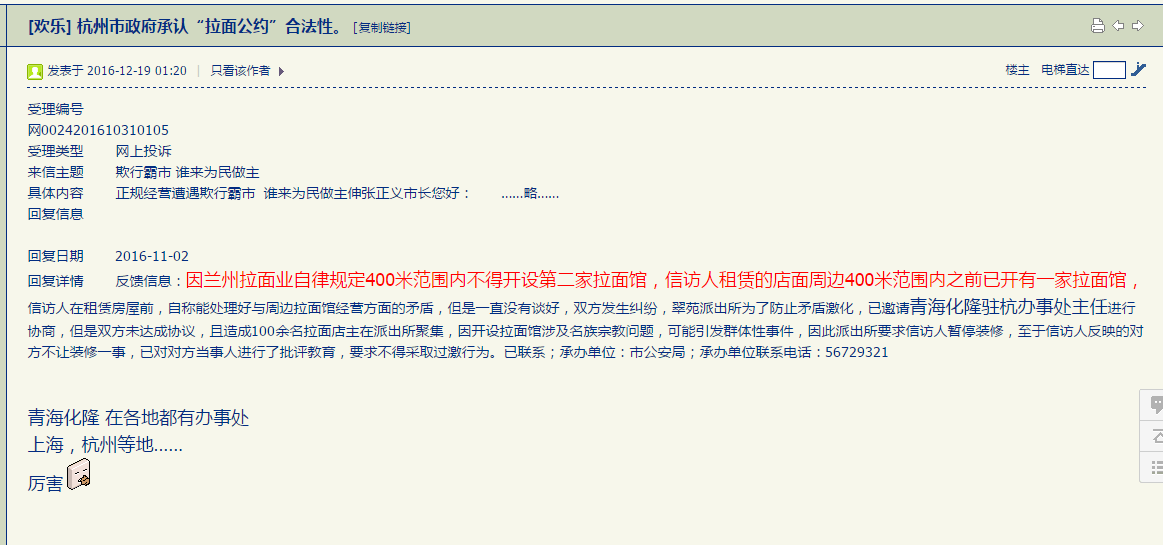 [欢乐] 杭州市政府承认“拉面公约”合法性。 [复制链接]
发表于 2016-12-19 01:20 | 只看该作者
楼主 电梯直达
受理编号
网0024201610310105
受理类型 网上投诉
来信主题 欺行霸市 谁来为民做主
具体内容 正规经营遭遇欺行霸市 谁来为民做主伸张正义市长您好： ......略......
回复信息
回复日期 2016-11-02
回复详情 反馈信息：因兰州拉面业自律规定400米范围内不得开设第二家拉面馆，信访人租赁的店面周边400米范围内之前已开有一家拉面馆，
信访人在租赁房屋前，自称能处理好与周边拉面馆经营方面的矛盾，但是一直没有谈好，双方发生纠纷，翠苑派出所为了防止矛盾激化，已邀请青海化隆驻杭办事处主任进行
协商，但是双方未达成协议，且造成100余名拉面店主在派出所聚集，因开设拉面馆涉及名族宗教问题，可能引发群体性事件，因此派出所要求信访人暂停装修，至于信访人反映的对
方不让装修一事，已对对方当事人进行了批评教育，要求不得采取过激行为。已联系；承办单位：市公安局；承办单位联系电话：56729321
青海化隆 在各地都有办事处
上海，杭州等地......
厉害